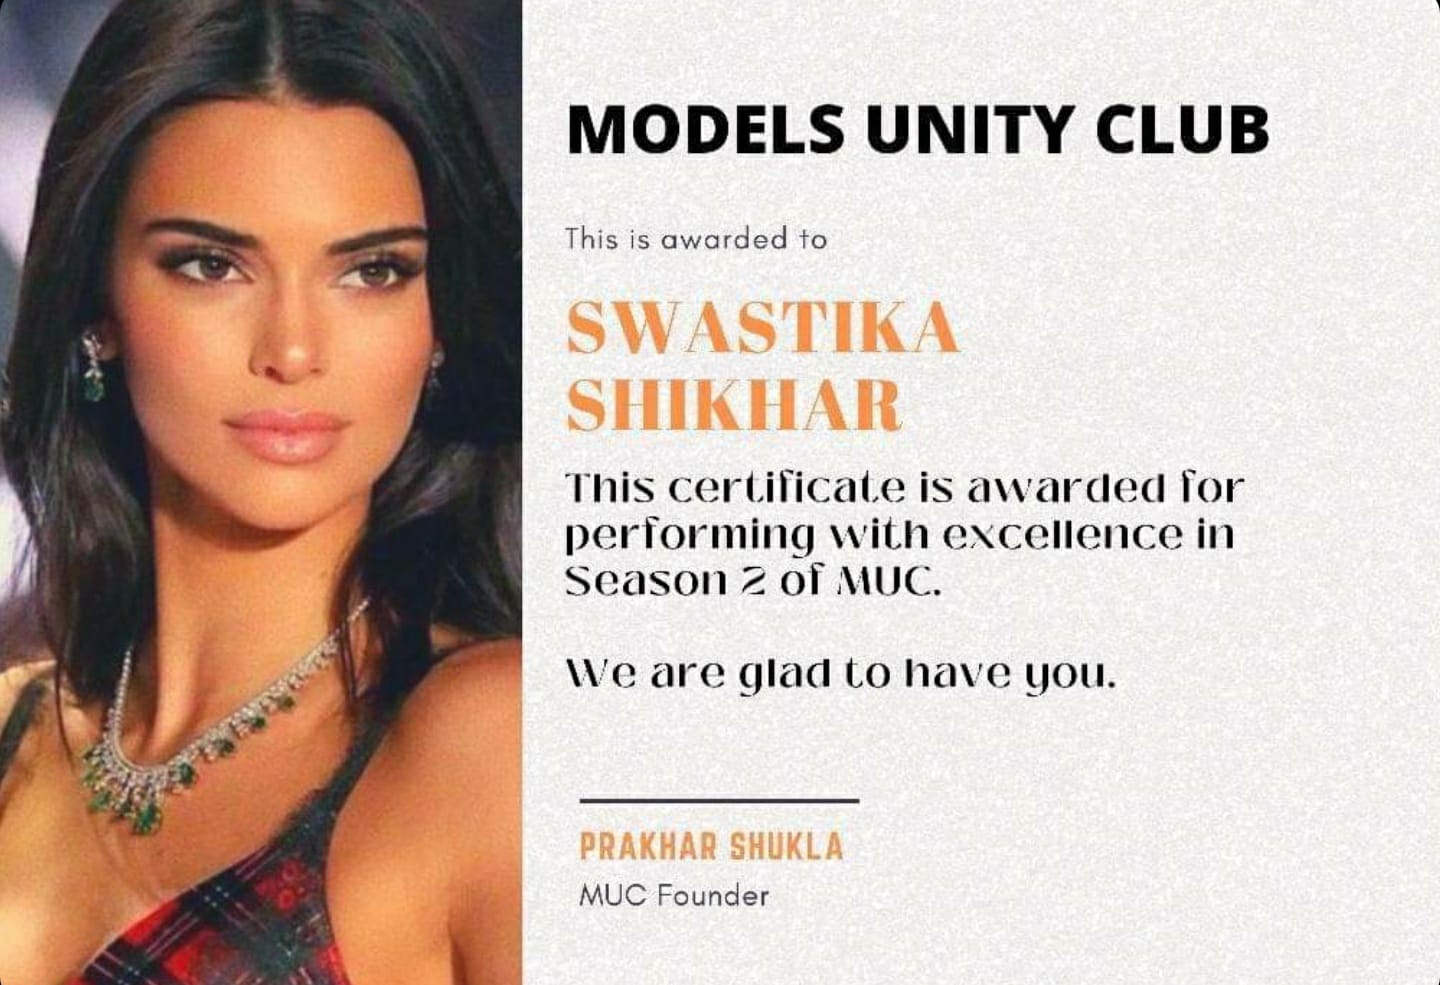 MODELS UNITY CLUB
This is awarded to
SWASTIKA
SHIKHAR
This certificate is awarded for
performing with excellence in
Season 2 of MUC.
We are glad to have you.
PRAKHAR SHUKLA
MUC Founder